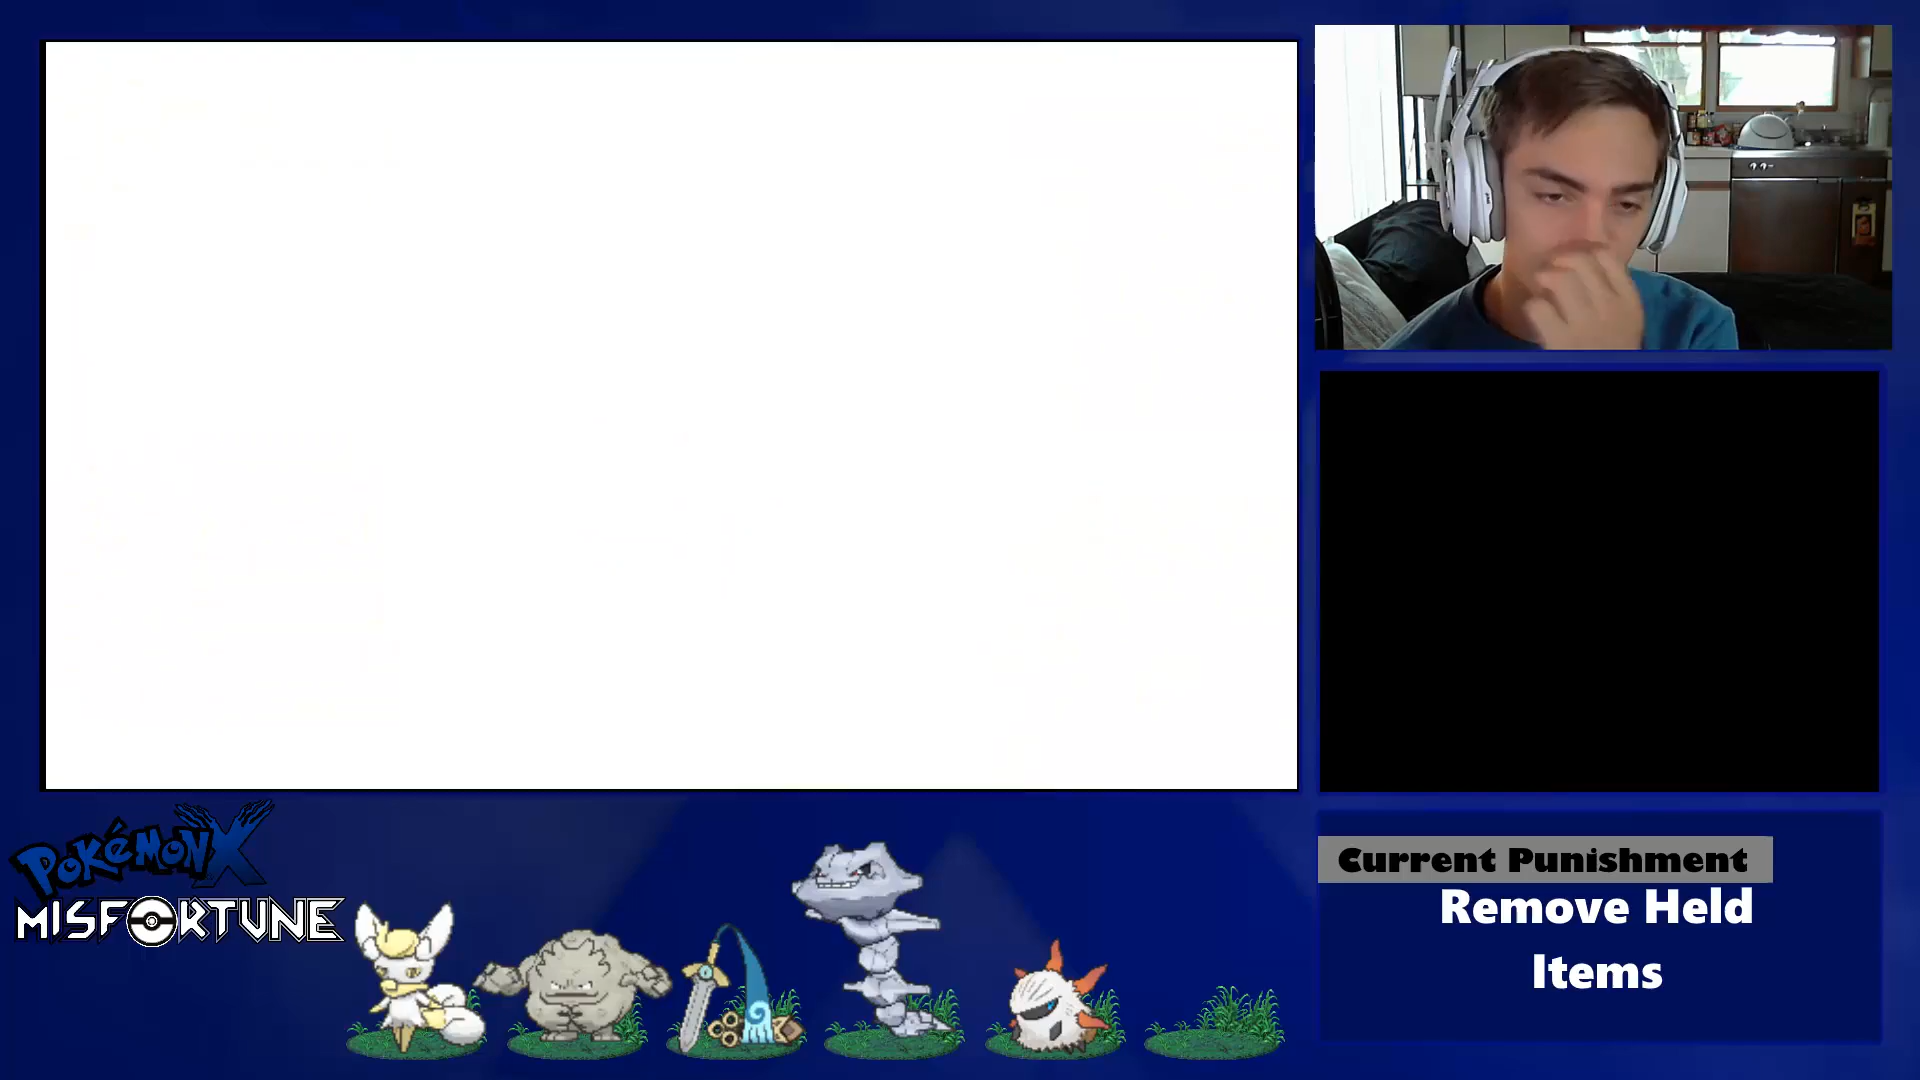 Current Punishment
Remove Held
Items
PokéMON X
MISFORTUNE